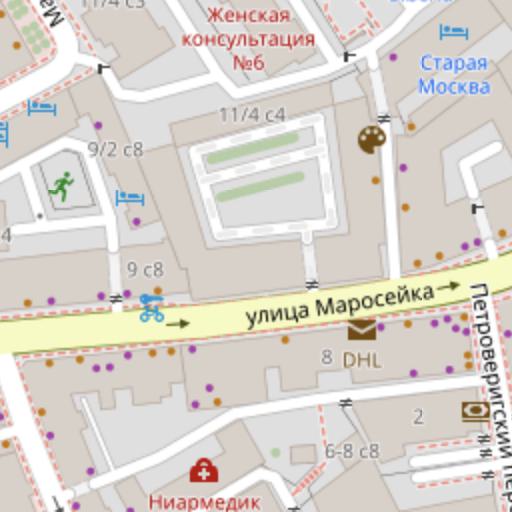 11/4 с3
Женская
консультация
№6
Старая
Москва
11/4 с4
9/2 с8
4
9 с8
улица Маросейка
8
DHL
Петроверигский пер
2
6-8 с8
Ниармедик